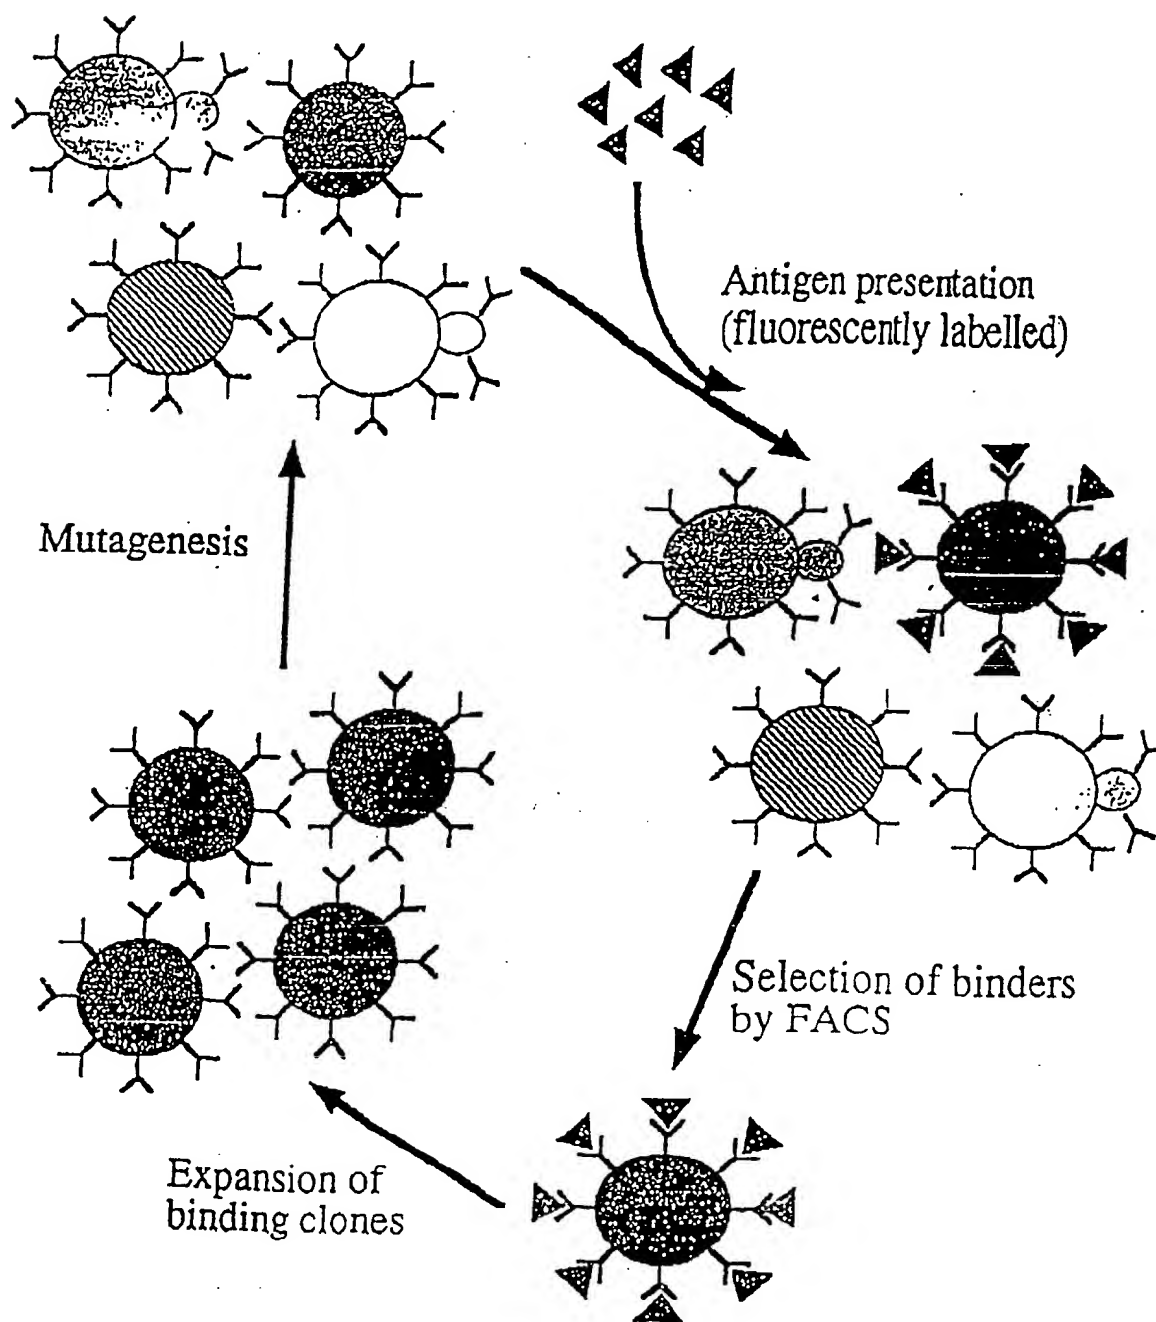 Antigen presentation
(fluorescently labelled)
Mutagenesis
Selection of binders
by FACS
Expansion of
binding clones